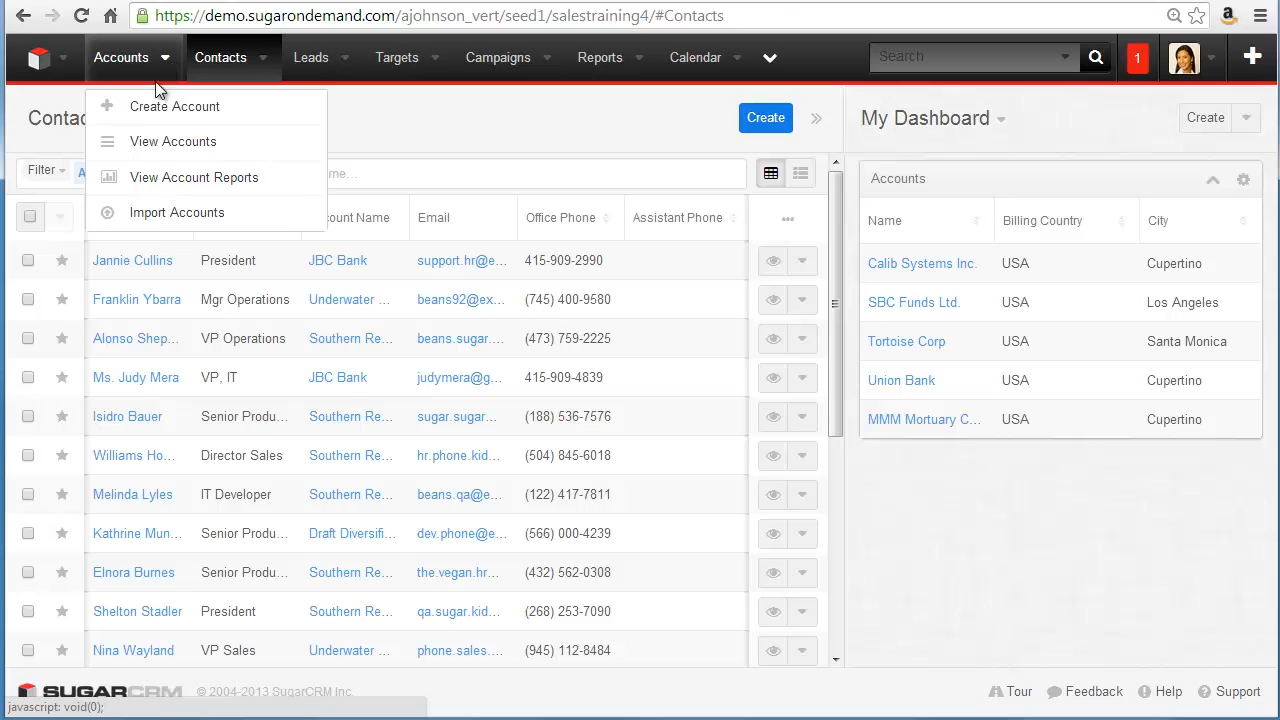 https://demo.sugarondemand.com/ajohnson_vert/seed1/salestraining4/#Contacts
Accounts Contacts Leads Targets Campaigns Reports Calendar Search 1
Create Account
View Accounts
View Account Reports
Import Accounts
Create
My Dashboard Create
Filter
Accounts
Email Office Phone Assistant Phone
Name Billing Country City
Jannie Cullins President JBC Bank support.hr@e... 415-909-2990
Franklin Ybarra Mgr Operations Underwater ... beans92@ex... (745) 400-9580
Alonso Shep... VP Operations Southern Re... beans.sugar.... (473) 759-2225
Ms. Judy Mera VP, IT JBC Bank judymera@g... 415-909-4839
Isidro Bauer Senior Produ... Southern Re... sugar.sugar... (188) 536-7576
Williams Ho... Director Sales Southern Re... hr.phone.kid... (504) 845-6018
Melinda Lyles IT Developer Southern Re... beans.qa@e... (122) 417-7811
Kathrine Mun... Senior Produ... Draft Diversifi... dev.phone@e... (566) 000-4239
Elnora Burnes Senior Produ... Southern Re... the.vegan.hr... (432) 562-0308
Shelton Stadler President Southern Re... qa.sugar.kid... (268) 253-7090
Nina Wayland VP Sales Underwater ... phone.sales.... (945) 112-8484
Calib Systems Inc. USA Cupertino
SBC Funds Ltd. USA Los Angeles
Tortoise Corp USA Santa Monica
Union Bank USA Cupertino
MMM Mortuary C... USA Cupertino
SUGARCRM © 2004-2013 SugarCRM Inc. Tour Feedback Help Support
javascript: void(0);